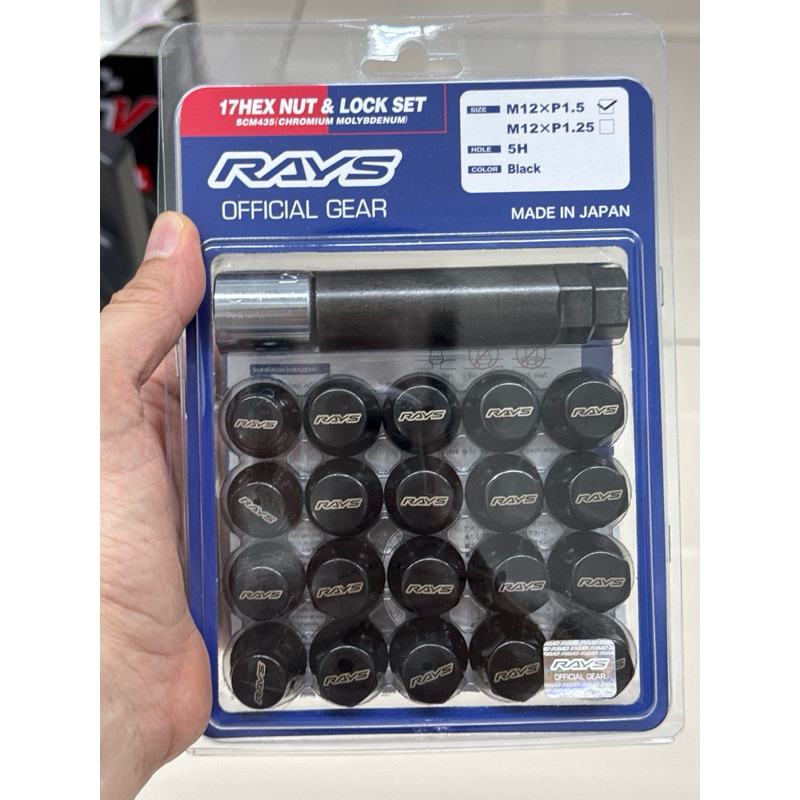 17HEX NUT & LOCK SET
SCM435(CHROMIUM MOLYBDENUM)
SIZE M12×P1.5
M12×P1.25
HOLE 5H
COLOR Black
RAYS
OFFICIAL GEAR
MADE IN JAPAN
Installation Instruction
RAYS RAYS RAYS RAYS RAYS
RAYS RAYS RAYS RAYS RAYS
RAYS RAYS RAYS RAYS RAYS
RAYS RAYS RAYS RAYS
RAYS
OFFICIAL GEAR